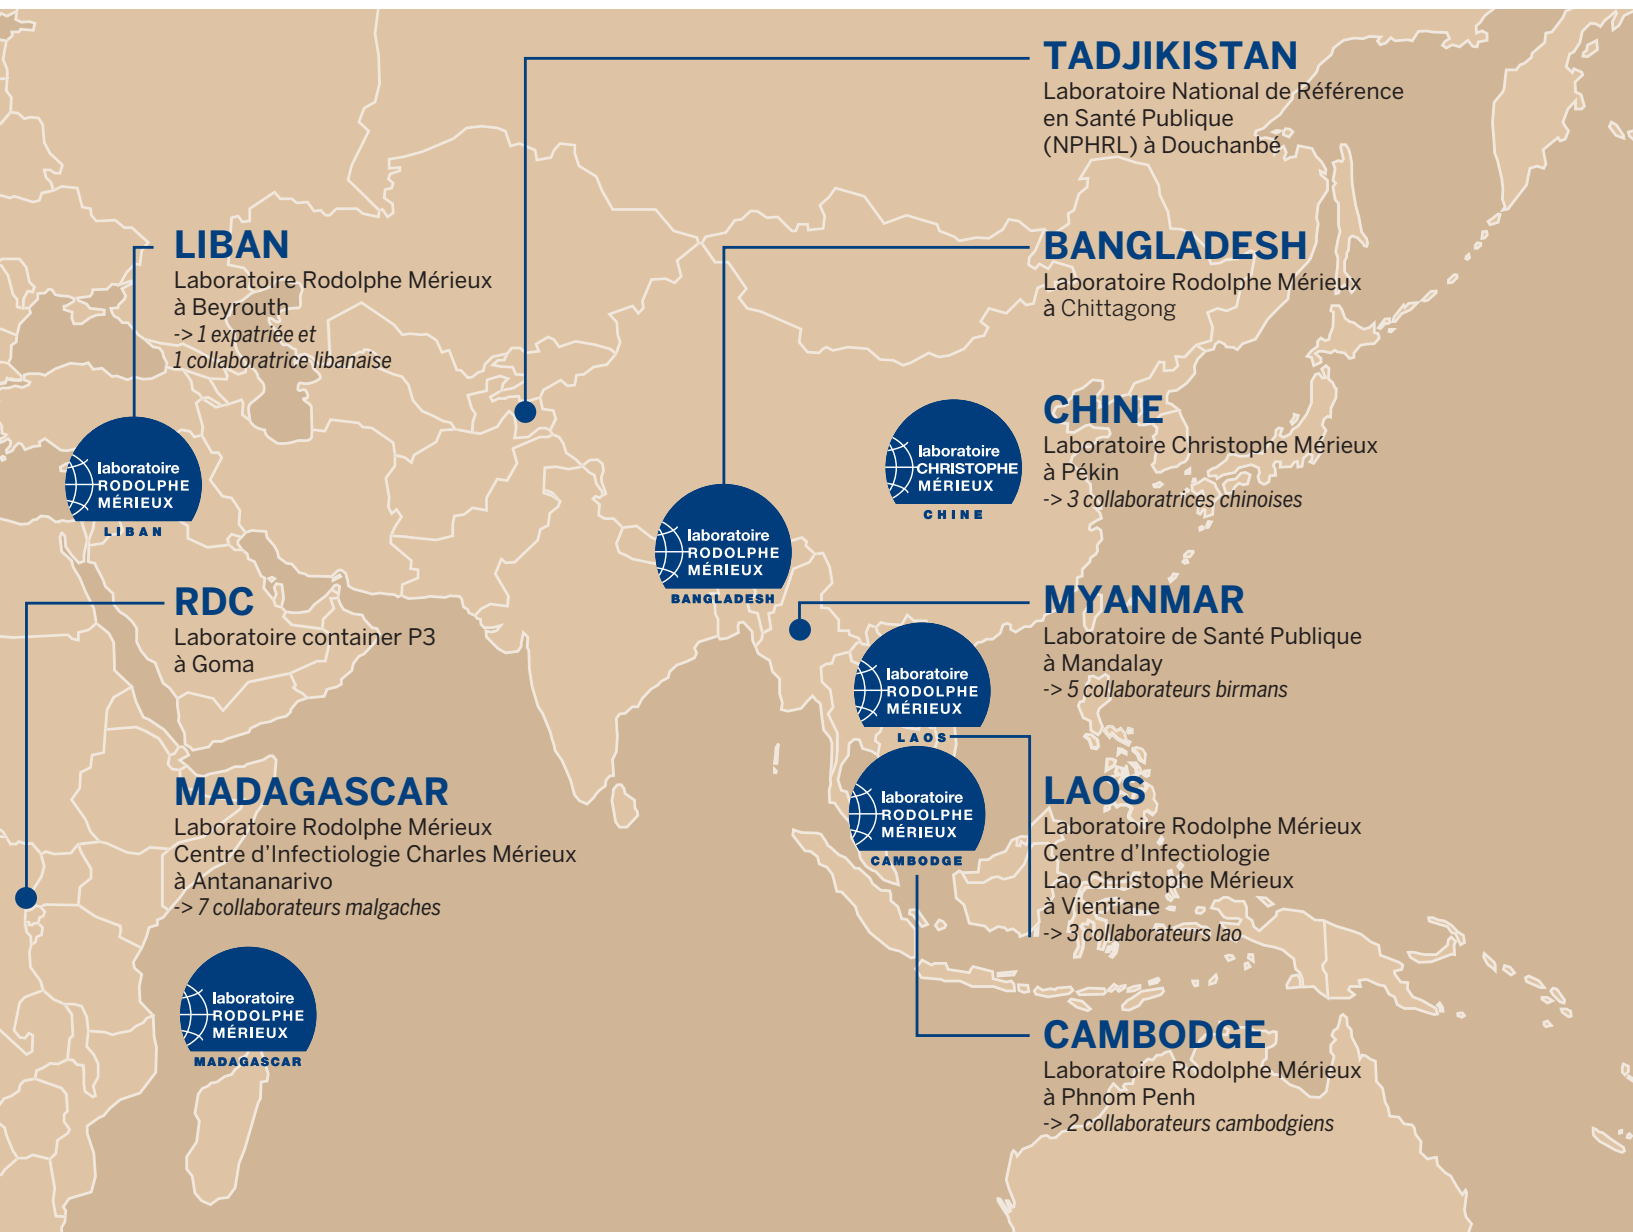 TADJIKISTAN
Laboratoire National de Référence
en Santé Publique
(NPHRL) à Douchanbé
LIBAN
Laboratoire Rodolphe Mérieux
à Beyrouth
-> 1 expatriée et
1 collaboratrice libanaise
BANGLADESH
Laboratoire Rodolphe Mérieux
à Chittagong
CHINE
Laboratoire Christophe Mérieux
à Pékin
-> 3 collaboratrices chinoises
laboratoire
RODOLPHE
MÉRIEUX
LIBAN
laboratoire
CHRISTOPHE
MÉRIEUX
CHINE
laboratoire
RODOLPHE
MÉRIEUX
BANGLADESH
RDC
Laboratoire container P3
à Goma
MYANMAR
Laboratoire de Santé Publique
à Mandalay
-> 5 collaborateurs birmans
laboratoire
RODOLPHE
MÉRIEUX
LAOS
MADAGASCAR
Laboratoire Rodolphe Mérieux
Centre d'Infectiologie Charles Mérieux
à Antananarivo
-> 7 collaborateurs malgaches
laboratoire
RODOLPHE
MÉRIEUX
CAMBODGE
LAOS
Laboratoire Rodolphe Mérieux
Centre d'Infectiologie
Lao Christophe Mérieux
à Vientiane
-> 3 collaborateurs lao
laboratoire
RODOLPHE
MÉRIEUX
MADAGASCAR
CAMBODGE
Laboratoire Rodolphe Mérieux
à Phnom Penh
-> 2 collaborateurs cambodgiens